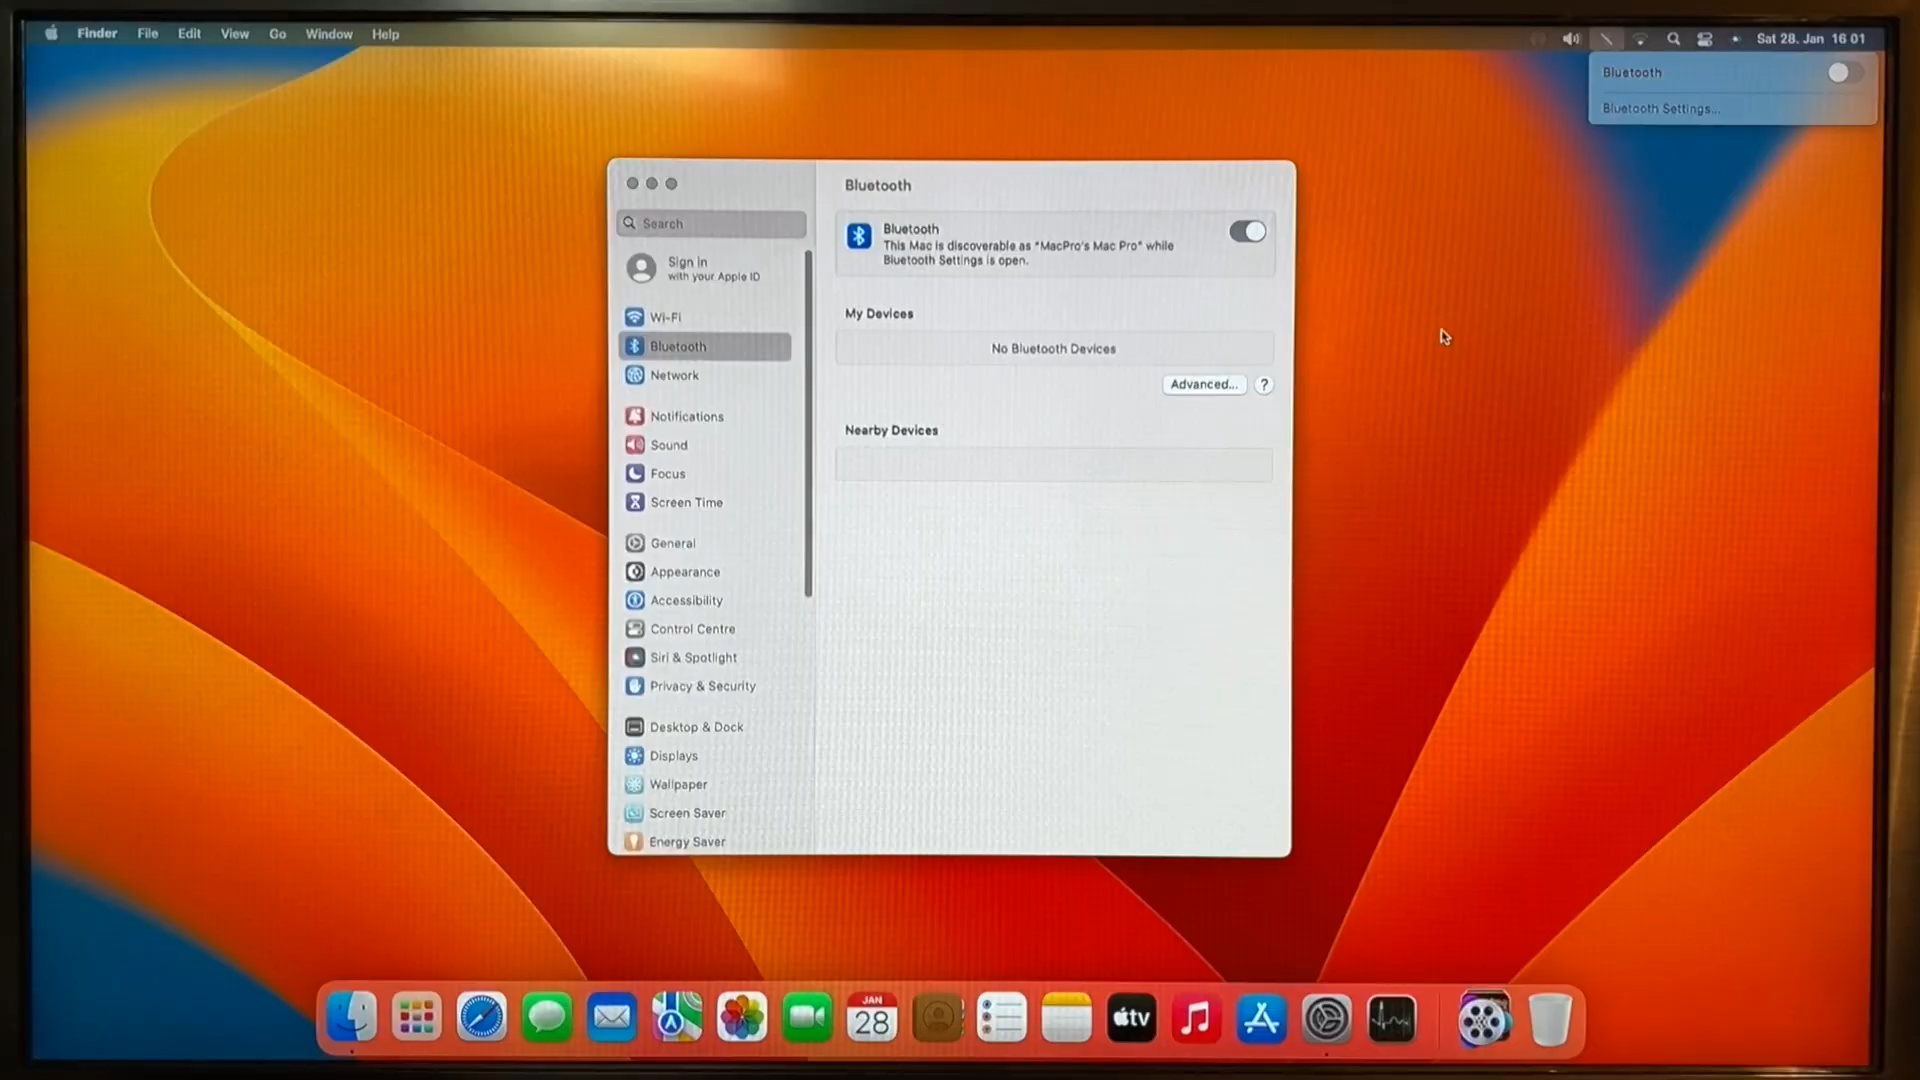 Finder File Edit View Go Window Help
Sat 28. Jan 16 01
Bluetooth
Bluetooth Settings...
Bluetooth
Search
Bluetooth
This Mac is discoverable as "MacPro's Mac Pro" while
Bluetooth Settings is open.
Sign in
with your Apple ID
Wi-Fi
Bluetooth
Network
Notifications
Sound
Focus
Screen Time
General
Appearance
Accessibility
Control Centre
Siri & Spotlight
Privacy & Security
Desktop & Dock
Displays
Wallpaper
Screen Saver
Energy Saver
My Devices
No Bluetooth Devices
Advanced... ?
Nearby Devices
JAN
28
tv